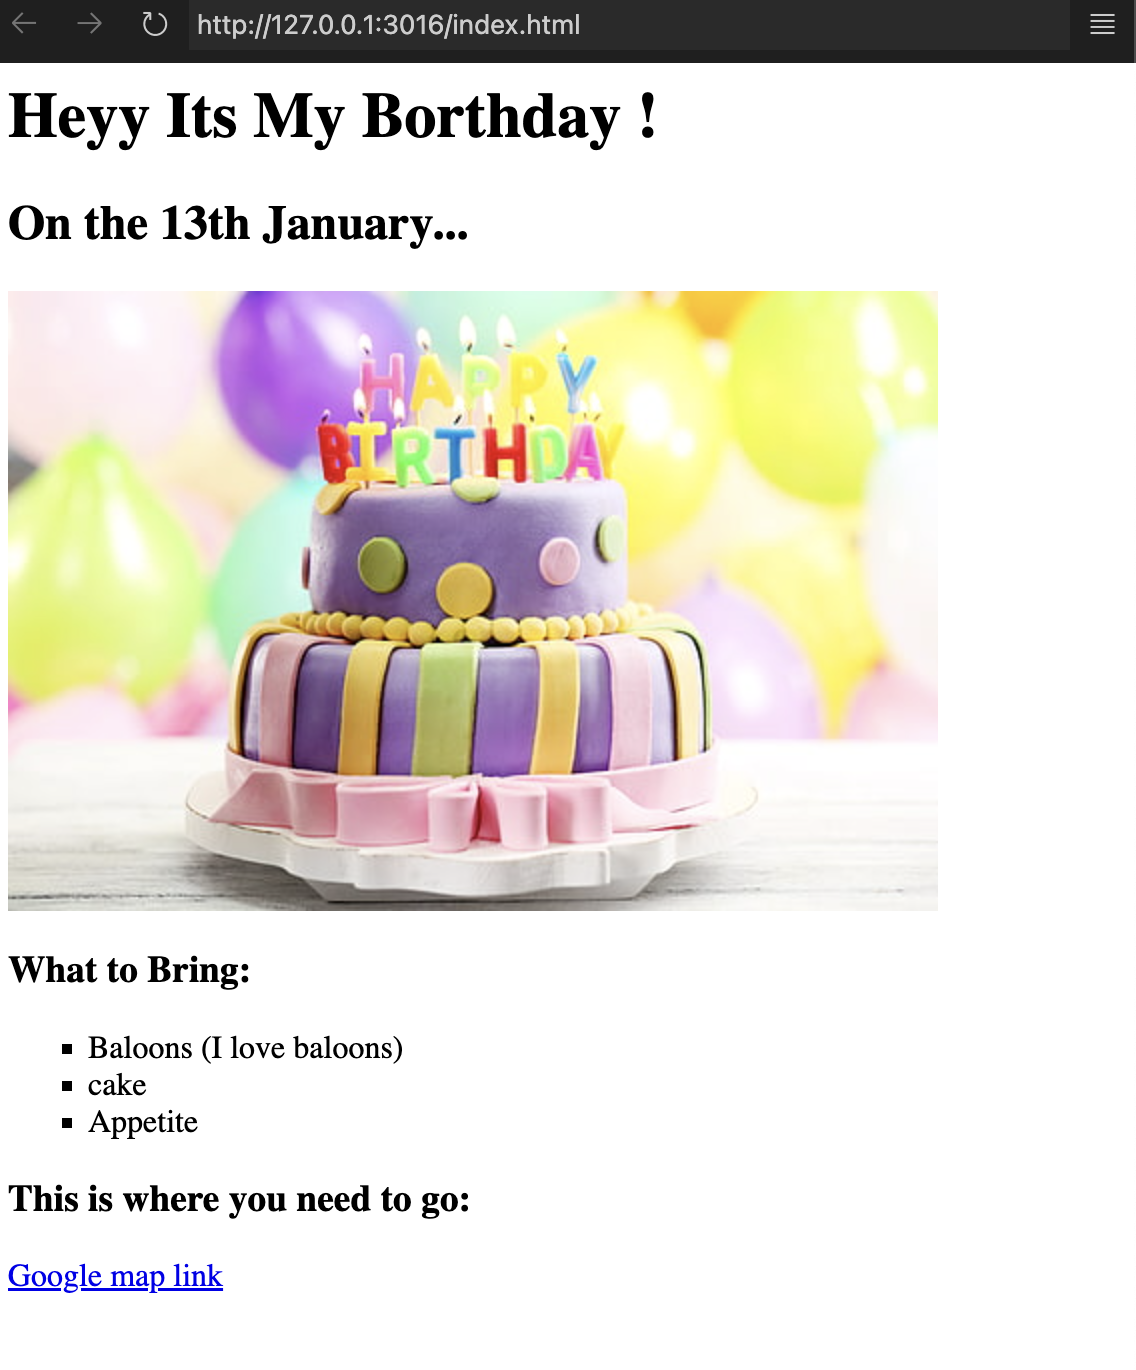 http://127.0.0.1:3016/index.html
Heyy Its My Borthday !
On the 13th January...
HAPPY
BIRTHDAY
What to Bring:
Baloons (I love baloons)
cake
Appetite
This is where you need to go:
Google map link